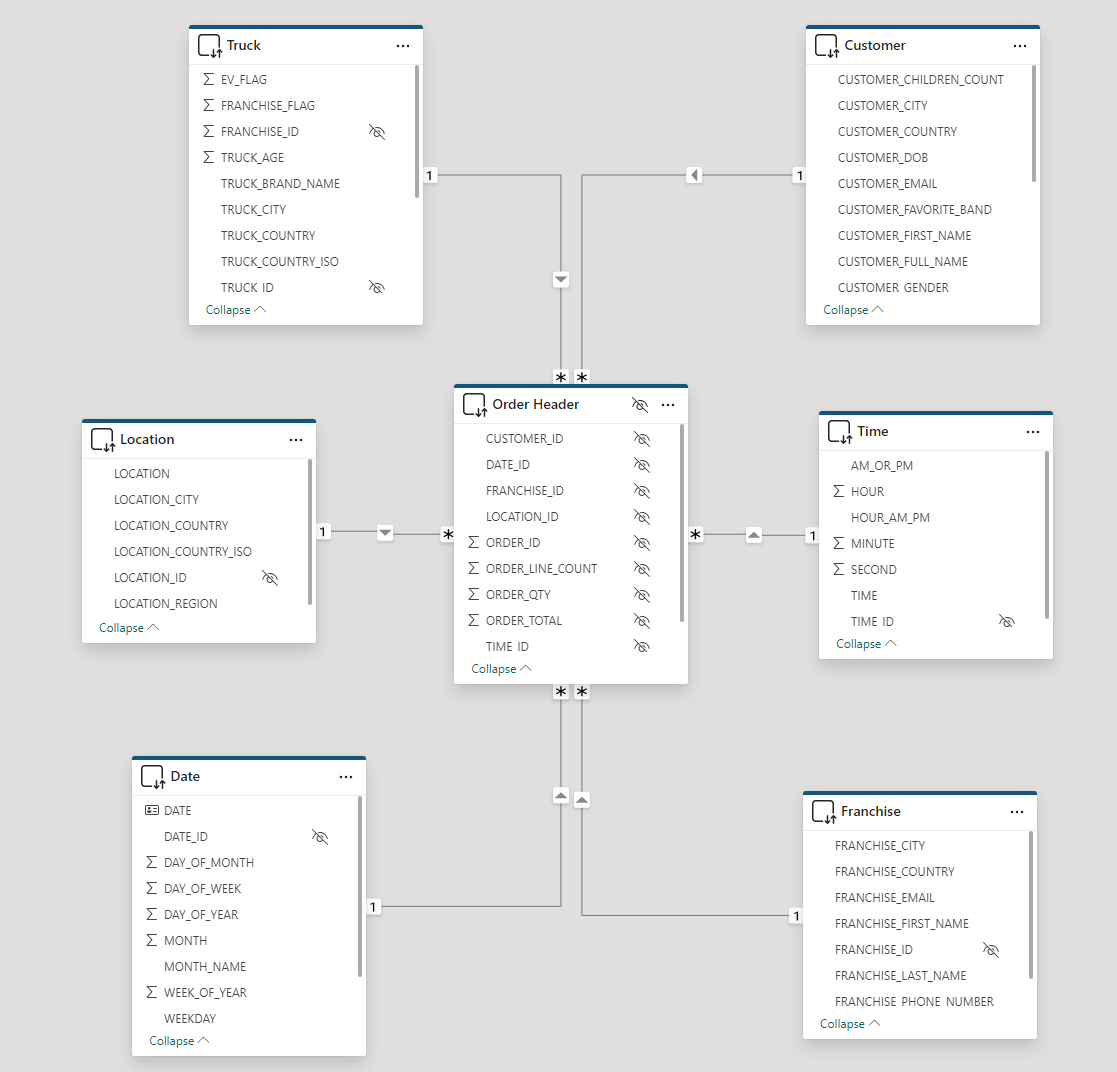 Truck
EV_FLAG
FRANCHISE_FLAG
FRANCHISE_ID
TRUCK_AGE
TRUCK_BRAND_NAME
TRUCK_CITY
TRUCK_COUNTRY
TRUCK_COUNTRY_ISO
TRUCK_ID
Collapse
1
Customer
CUSTOMER_CHILDREN_COUNT
CUSTOMER_CITY
CUSTOMER_COUNTRY
CUSTOMER_DOB
CUSTOMER_EMAIL
CUSTOMER_FAVORITE_BAND
CUSTOMER_FIRST_NAME
CUSTOMER_FULL_NAME
CUSTOMER_GENDER
Collapse
1
* *
Location
LOCATION
LOCATION_CITY
LOCATION_COUNTRY
LOCATION_COUNTRY_ISO
LOCATION_ID
LOCATION_REGION
Collapse
1
*
Order Header
CUSTOMER_ID
DATE_ID
FRANCHISE_ID
LOCATION_ID
ORDER_ID
ORDER_LINE_COUNT
ORDER_QTY
ORDER_TOTAL
TIME_ID
Collapse
*
1
Time
AM_OR_PM
HOUR
HOUR_AM_PM
MINUTE
SECOND
TIME
TIME_ID
Collapse
* *
Date
DATE
DATE_ID
DAY_OF_MONTH
DAY_OF_WEEK
DAY_OF_YEAR
MONTH
MONTH_NAME
WEEK_OF_YEAR
WEEKDAY
Collapse
1
Franchise
FRANCHISE_CITY
FRANCHISE_COUNTRY
FRANCHISE_EMAIL
FRANCHISE_FIRST_NAME
FRANCHISE_ID
FRANCHISE_LAST_NAME
FRANCHISE_PHONE_NUMBER
Collapse
1